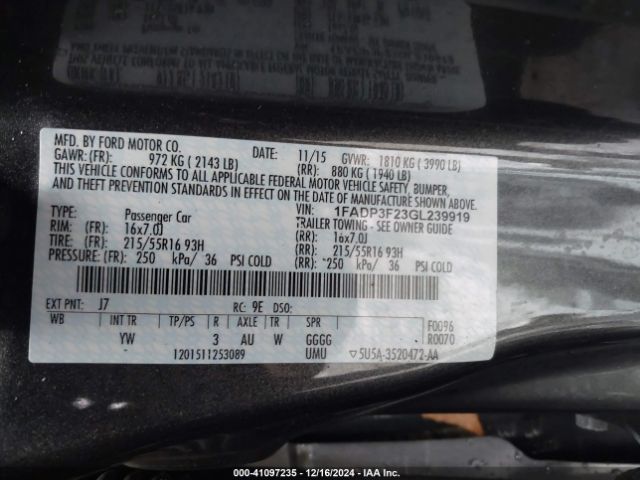 MFD. BY FORD MOTOR CO.
DATE: 11/15 GVWR: 1810 KG ( 3990 LB)
GAWR: (FR): 972 KG ( 2143 LB) (RR): 880 KG ( 1940 LB)
THIS VEHICLE CONFORMS TO ALL APPLICABLE FEDERAL MOTOR VEHICLE SAFETY, BUMPER,
AND THEFT PREVENTION STANDARDS IN EFFECT ON THE DATE OF MANUFACTURE SHOWN ABOVE.
VIN: 1FADP3F23GL239919
TYPE: Passenger Car TRAILER TOWING - SEE OWNER GUIDE
RIM: (FR): 16x7.0J (RR): 16x7.0J
TIRE: (FR): 215/55R16 93H (RR): 215/55R16 93H
PRESSURE: (FR): 250 kPa/ 36 PSI COLD (RR): 250 kPa/ 36 PSI COLD
EXT PNT: J7 RC: 9E DSO:
WB INT TR TP/PS R AXLE TR SPR F0096
YW 3 AU W GGGG R0070
1201511253089 UMU 5U5A-3520472-AA
000-41097235 - 12/16/2024 - IAA Inc.